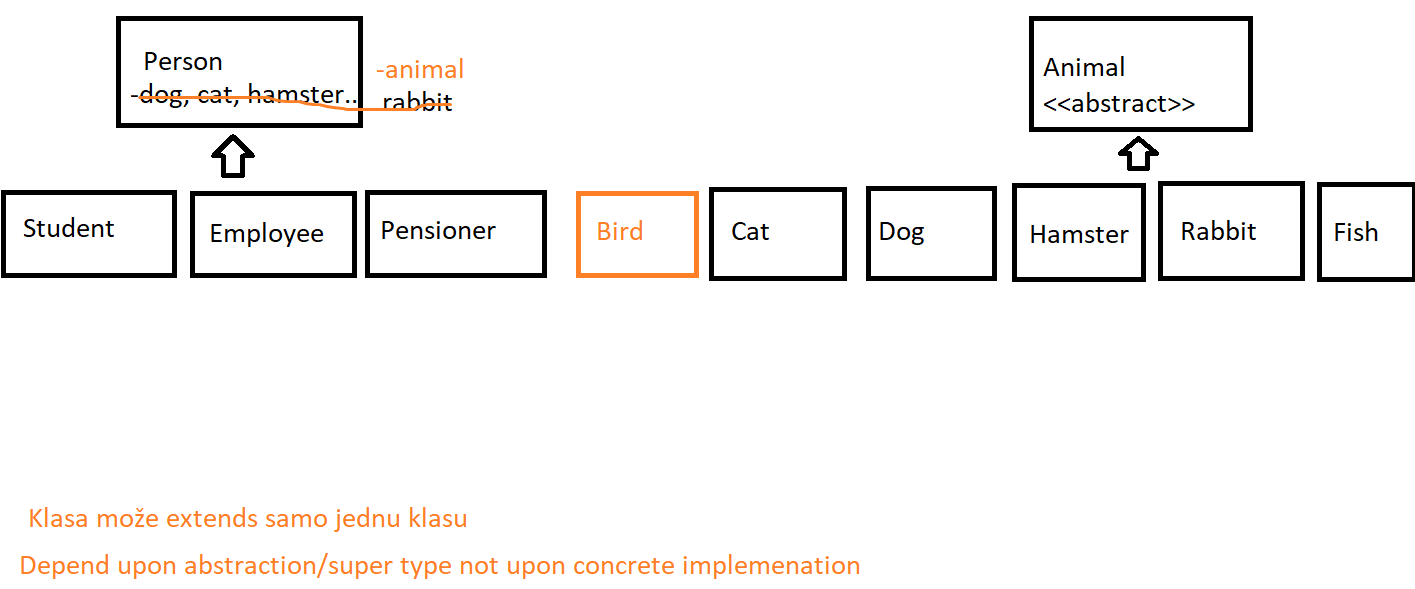 Person
-dog, cat, hamster..
-animal
rabbit
Animal
<<abstract>>
Student
Employee
Pensioner
Bird
Cat
Dog
Hamster
Rabbit
Fish
Klasa može extends samo jednu klasu
Depend upon abstraction/super type not upon concrete implemenation